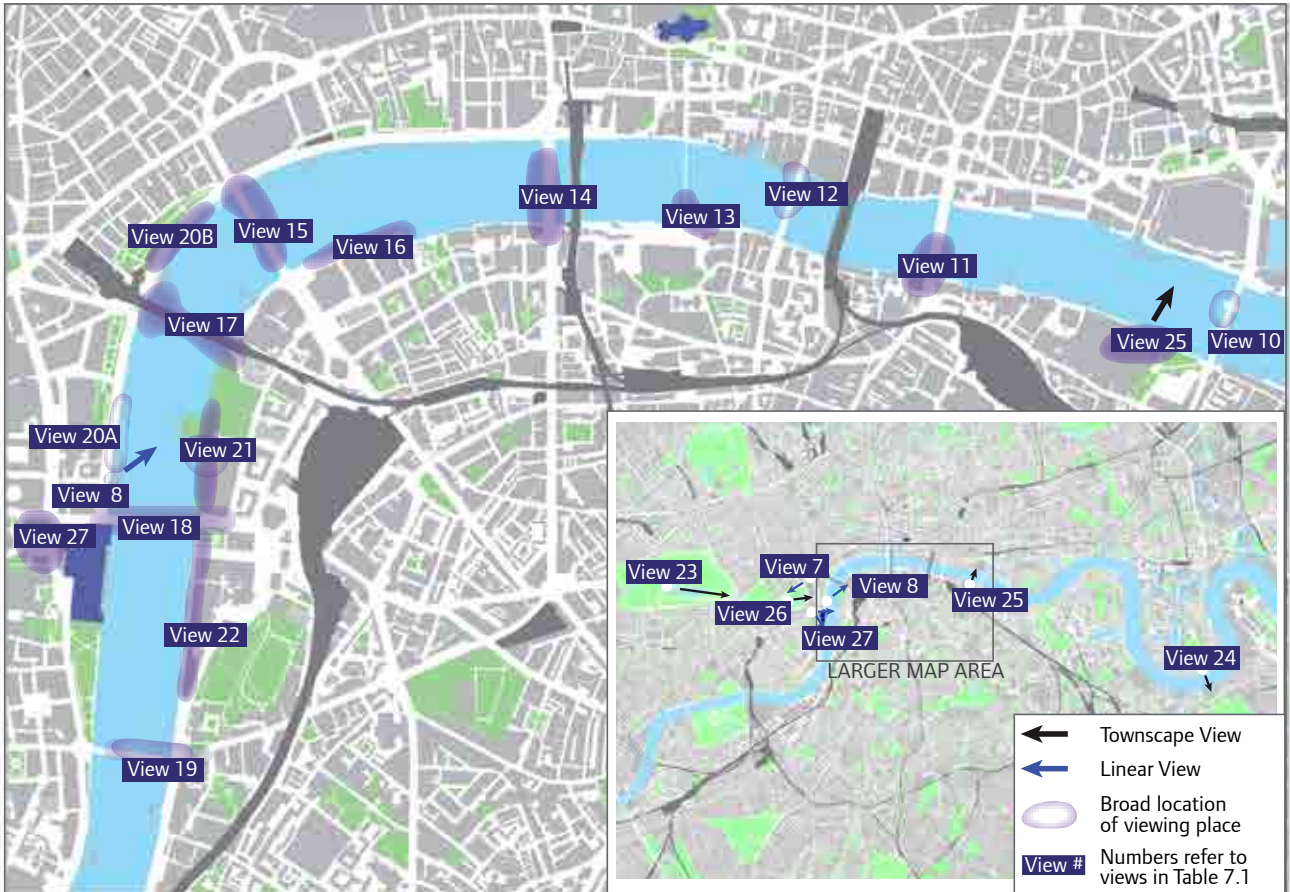 View 14
View 12
View 13
View 20B
View 15
View 16
View 11
View 17
View 25
View 10
View 20A
View 21
View 8
View 18
View 27
View 22
View 19
View 23
View 7
View 8
View 26
View 25
View 27
LARGER MAP AREA
View 24
Townscape View
Linear View
Broad location
of viewing place
View # Numbers refer to
views in Table 7.1